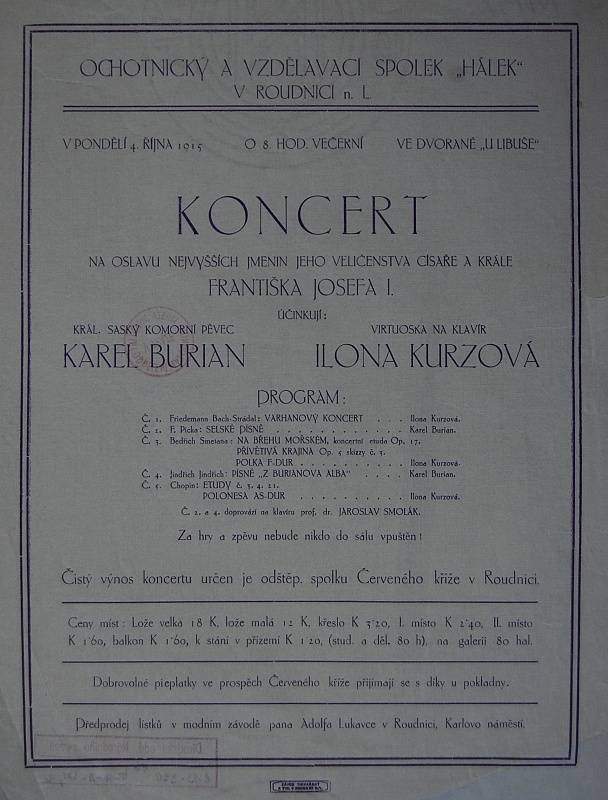 OCHOTNICKÝ A VZDĚLAVACÍ SPOLEK „HÁLEK“
V ROUDNICI n. L.
V PONDĚLÍ 4. ŘÍJNA 1915 O 8. HOD. VEČERNÍ VE DVORANĚ „U LIBUŠE“
KONCERT
NA OSLAVU NEJVYŠŠÍCH JMENIN JEHO VELIČENSTVA CÍSAŘE A KRÁLE
FRANTIŠKA JOSEFA I.
ÚČINKUJÍ:
KRÁL. SASKÝ KOMORNÍ PĚVEC VIRTUOSKA NA KLAVÍR
KAREL BURIAN ILONA KURZOVÁ
PROGRAM:
Č. 1. Friedemann Bach-Strádal: VARHANOVÝ KONCERT . . . Ilona Kurzová.
Č. 2. F. Picka: SELSKÉ PÍSNĚ . . . . . . . . . . . . Karel Burian.
Č. 3. Bedřich Smetana: NA BŘEHU MOŘSKÉM, koncertní etuda Op. 17.
PŘÍVĚTIVÁ KRAJINA Op. 5 skizzy č. 3.
POLKA F-DUR . . . . . . . . . . Ilona Kurzová.
Č. 4. Jindřich Jindřich: PÍSNĚ „Z BURIANOVA ALBA“ . . . . Karel Burian.
Č. 5. Chopin: ETUDY č. 3. 4. 21.
POLONESA AS-DUR . . . . . . . . . Ilona Kurzová.
Č. 2. a 4. doprovází na klavíru prof. dr. JAROSLAV SMOLÁK.
Za hry a zpěvu nebude nikdo do sálu vpuštěn!
Čistý výnos koncertu určen je odštěp. spolku Červeného kříže v Roudnici.
Ceny míst: Lože velká 18 K, lože malá 12 K, křeslo K 3·20, I. místo K 2·40, II. místo
K 1·60, balkon K 1·60, k stání v přízemí K 1·20, (stud. a děl. 80 h), na galerii 80 hal.
Dobrovolné přeplatky ve prospěch Červeného kříže přijímají se s díky u pokladny.
Předprodej lístků v modním závodě pana Adolfa Lukavce v Roudnici, Karlovo náměstí.